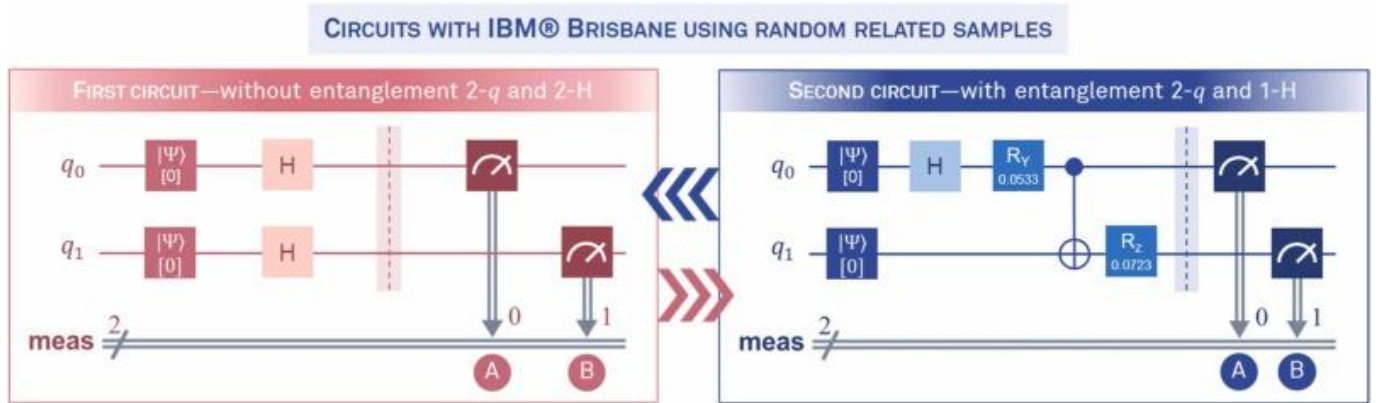 CIRCUITS WITH IBM® BRISBANE USING RANDOM RELATED SAMPLES
FIRST CIRCUIT—without entanglement 2-q and 2-H
q₀ |Ψ⟩ [0] H
q₁ |Ψ⟩ [0] H
meas 2 0 1
A B
SECOND CIRCUIT—with entanglement 2-q and 1-H
q₀ |Ψ⟩ [0] H R_Y 0.0533
q₁ |Ψ⟩ [0] R_Z 0.0723
meas 2 0 1
A B